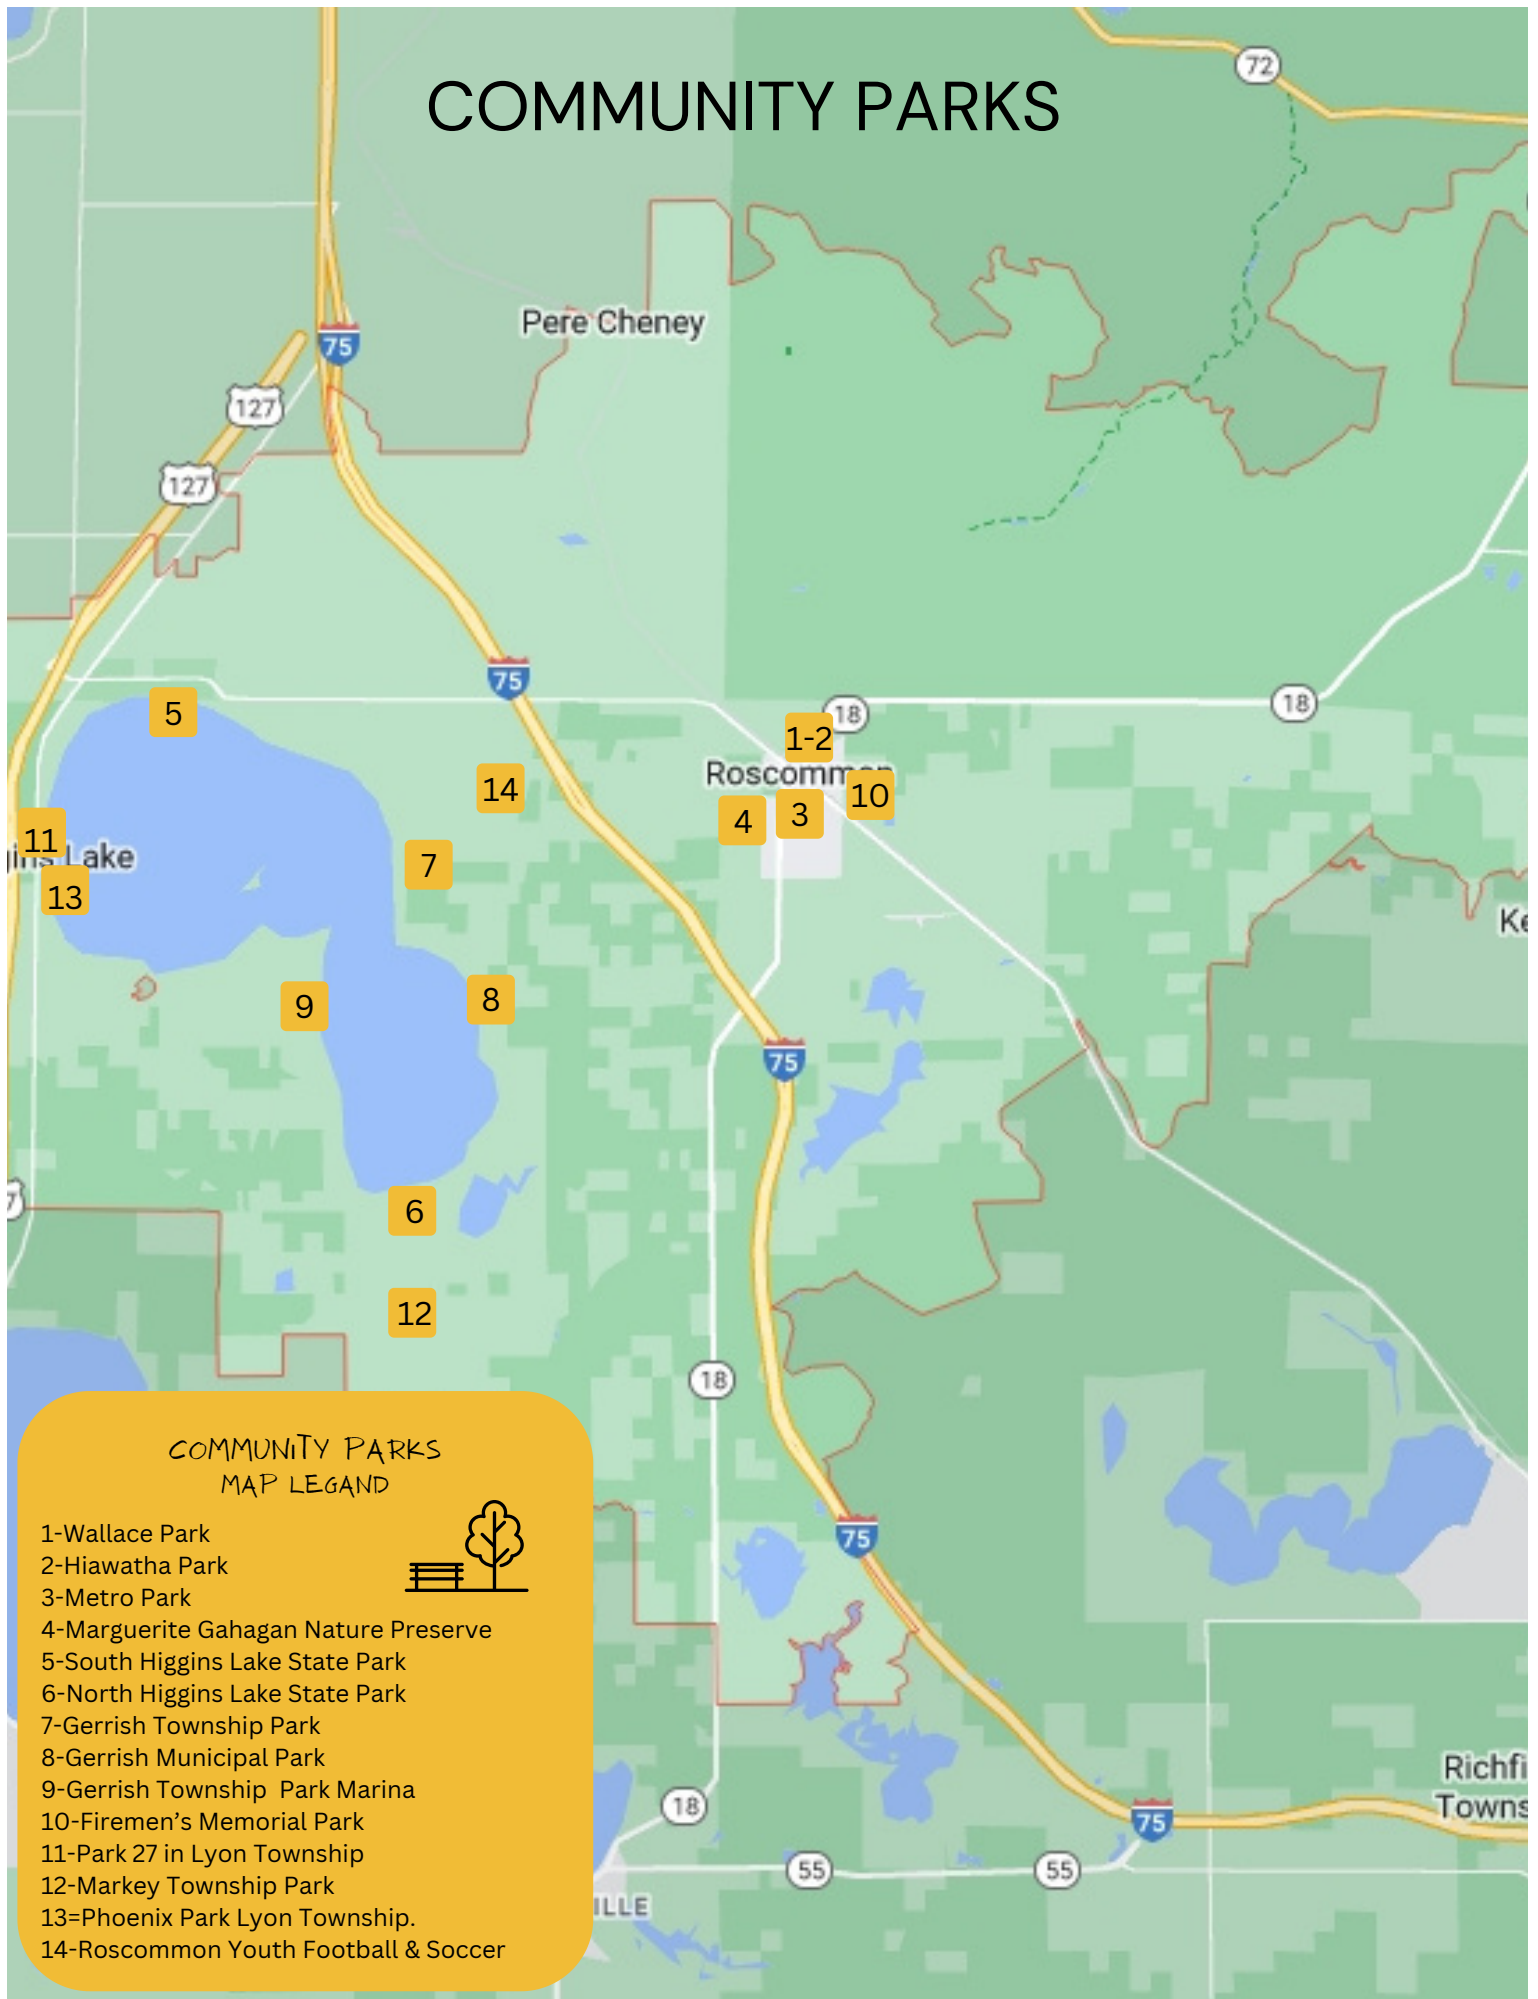 72
COMMUNITY PARKS
Pere Cheney
75
127
127
75
5
18
18
1-2
Roscommon
14
10
4
3
11
Lake
7
13
Ke
9
8
75
6
12
18
COMMUNITY PARKS
MAP LEGAND
1-Wallace Park
2-Hiawatha Park
3-Metro Park
4-Marguerite Gahagan Nature Preserve
5-South Higgins Lake State Park
6-North Higgins Lake State Park
7-Gerrish Township Park
8-Gerrish Municipal Park
9-Gerrish Township  Park Marina
10-Firemen's Memorial Park
11-Park 27 in Lyon Township
12-Markey Township Park
13=Phoenix Park Lyon Township.
14-Roscommon Youth Football & Soccer
75
Richfi
Towns
18
75
55
55
ILLE